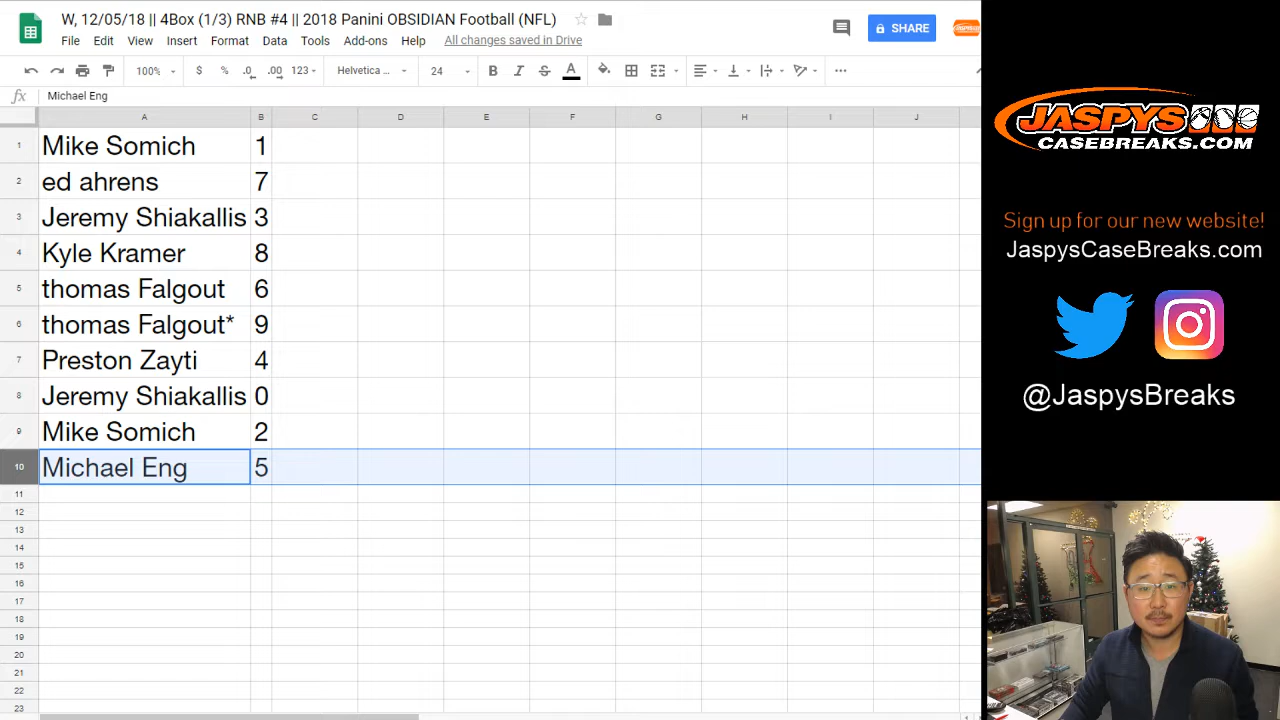 W, 12/05/18 || 4Box (1/3) RNB #4 || 2018 Panini OBSIDIAN Football (NFL)
File Edit View Insert Format Data Tools Add-ons Help All changes saved in Drive
SHARE
100% $ % .0 .00 123 Helvetica ... 24 B I S A
fx Michael Eng
A B C D E F G H I J
1 Mike Somich 1
2 ed ahrens 7
3 Jeremy Shiakallis 3
4 Kyle Kramer 8
5 thomas Falgout 6
6 thomas Falgout* 9
7 Preston Zayti 4
8 Jeremy Shiakallis 0
9 Mike Somich 2
10 Michael Eng 5
11
12
13
14
15
16
17
18
19
20
21
22
23
JASPYS
CASEBREAKS.COM
Sign up for our new website!
JaspysCaseBreaks.com
@JaspysBreaks